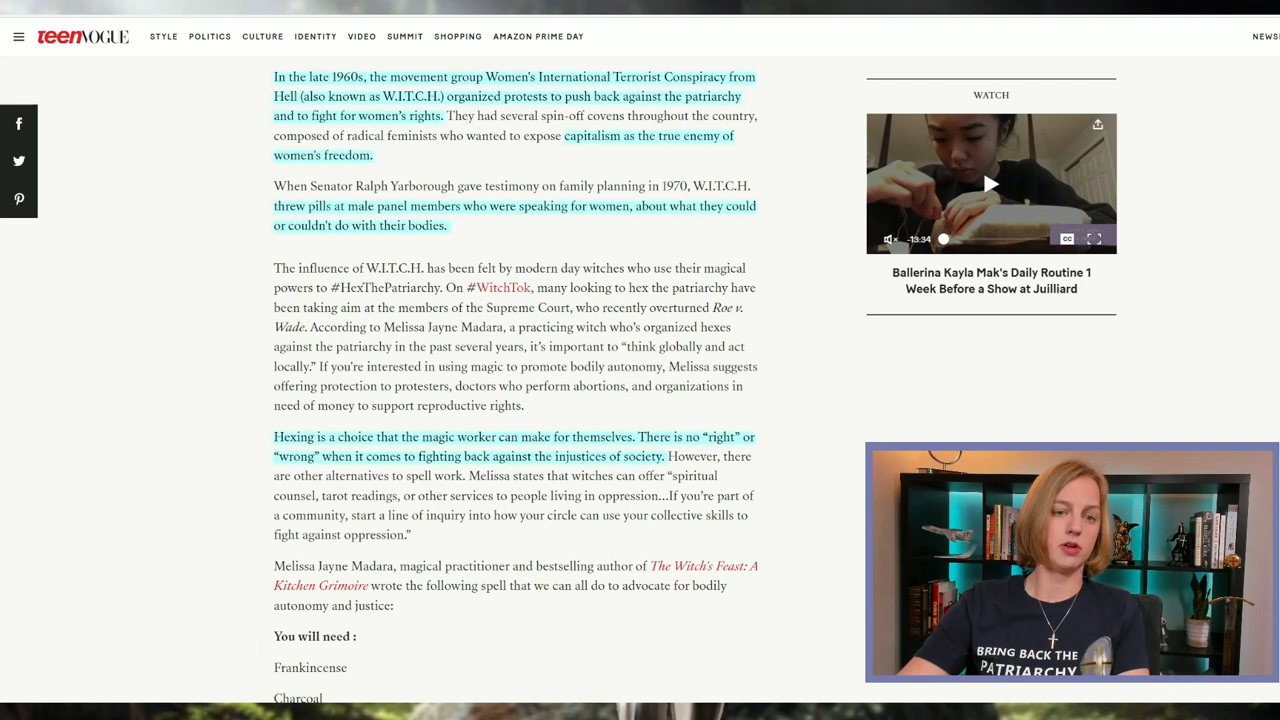 teenVOGUE STYLE POLITICS CULTURE IDENTITY VIDEO SUMMIT SHOPPING AMAZON PRIME DAY
In the late 1960s, the movement group Women's International Terrorist Conspiracy from
Hell (also known as W.I.T.C.H.) organized protests to push back against the patriarchy
and to fight for women's rights. They had several spin-off covens throughout the country,
composed of radical feminists who wanted to expose capitalism as the true enemy of
women's freedom.
When Senator Ralph Yarborough gave testimony on family planning in 1970, W.I.T.C.H.
threw pills at male panel members who were speaking for women, about what they could
or couldn't do with their bodies.
The influence of W.I.T.C.H. has been felt by modern day witches who use their magical
powers to #HexThePatriarchy. On #WitchTok, many looking to hex the patriarchy have
been taking aim at the members of the Supreme Court, who recently overturned Roe v.
Wade. According to Melissa Jayne Madara, a practicing witch who's organized hexes
against the patriarchy in the past several years, it's important to “think globally and act
locally.” If you're interested in using magic to promote bodily autonomy, Melissa suggests
offering protection to protesters, doctors who perform abortions, and organizations in
need of money to support reproductive rights.
Hexing is a choice that the magic worker can make for themselves. There is no “right” or
“wrong” when it comes to fighting back against the injustices of society. However, there
are other alternatives to spell work. Melissa states that witches can offer “spiritual
counsel, tarot readings, or other services to people living in oppression...If you're part of
a community, start a line of inquiry into how your circle can use your collective skills to
fight against oppression.”
Melissa Jayne Madara, magical practitioner and bestselling author of The Witch's Feast: A
Kitchen Grimoire wrote the following spell that we can all do to advocate for bodily
autonomy and justice:
You will need :
Frankincense
Charcoal
WATCH
-13:34 CC
Ballerina Kayla Mak's Daily Routine 1
Week Before a Show at Juilliard
BRING BACK THE
PATRIARCHY